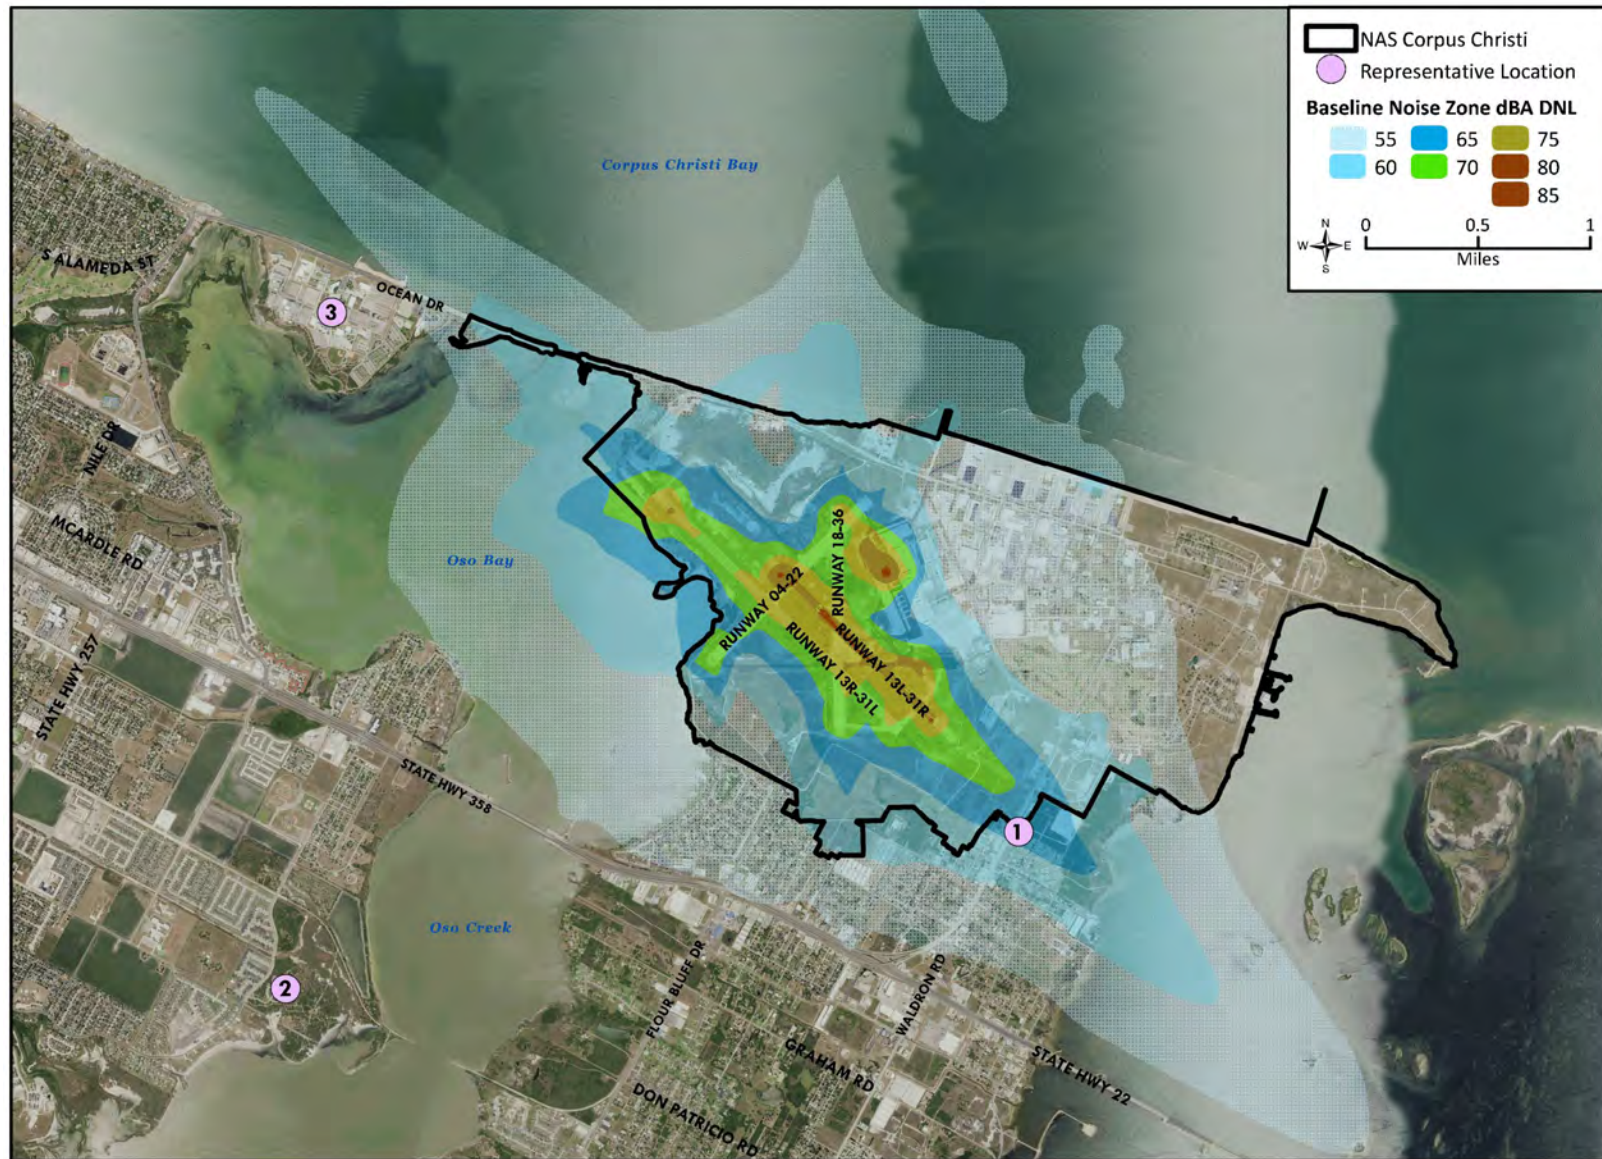 NAS Corpus Christi
Representative Location
Baseline Noise Zone dBA DNL
55 65 75
60 70 80
85
N
W E
S
0 0.5 1
Miles
Corpus Christi Bay
S ALAMEDA ST
OCEAN DR
3
NILE DR
MCARDLE RD
Oso Bay
RUNWAY 18-36
RUNWAY 04-22
RUNWAY 13R-31L
RUNWAY 13L-31R
STATE HWY 257
STATE HWY 358
1
Oso Creek
2
FLOUR BLUFF DR
WALDRON RD
GRAHAM RD
STATE HWY 22
DON PATRICIO RD